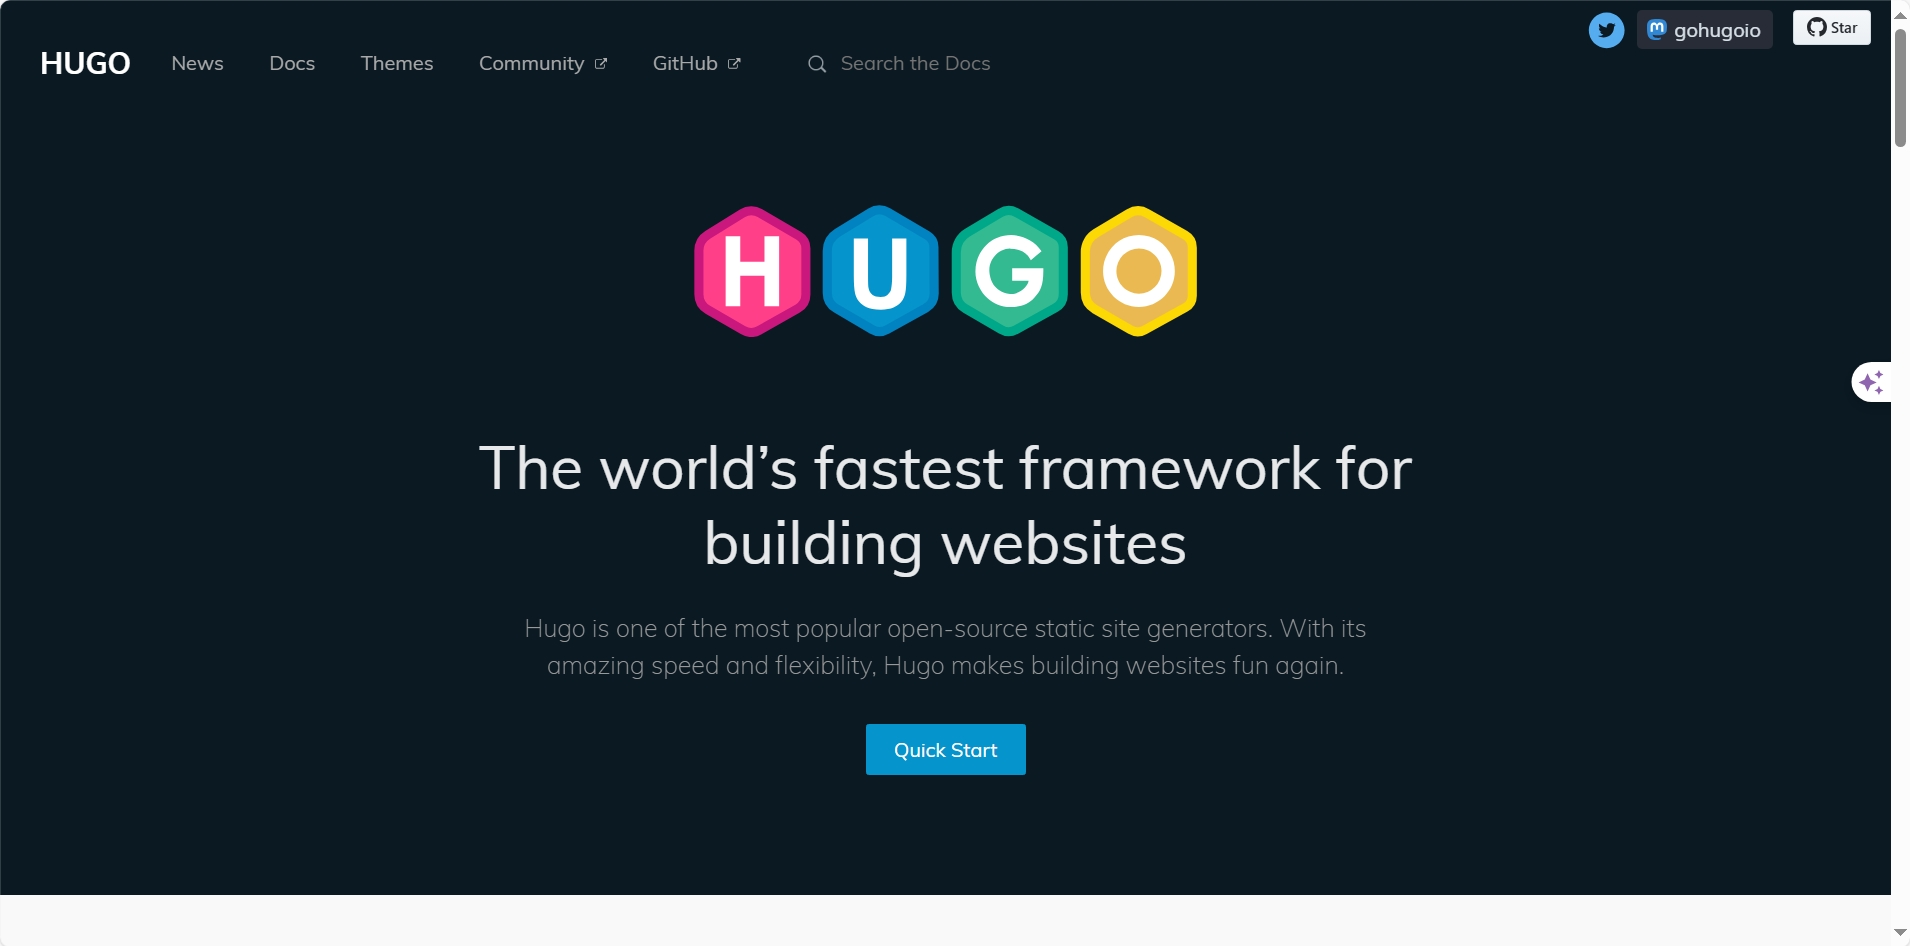 HUGO News Docs Themes Community GitHub Search the Docs
gohugoio Star
HUGO
The world’s fastest framework for
building websites
Hugo is one of the most popular open-source static site generators. With its
amazing speed and flexibility, Hugo makes building websites fun again.
Quick Start